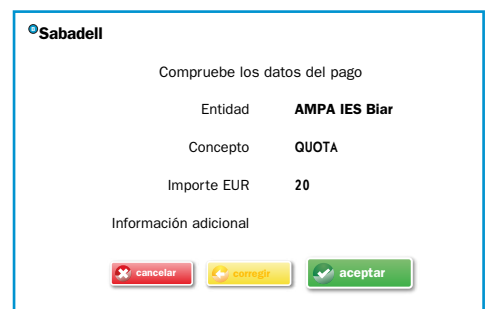 Sabadell
Compruebe los datos del pago
Entidad AMPA IES Biar
Concepto QUOTA
Importe EUR 20
Información adicional
cancelar corregir aceptar